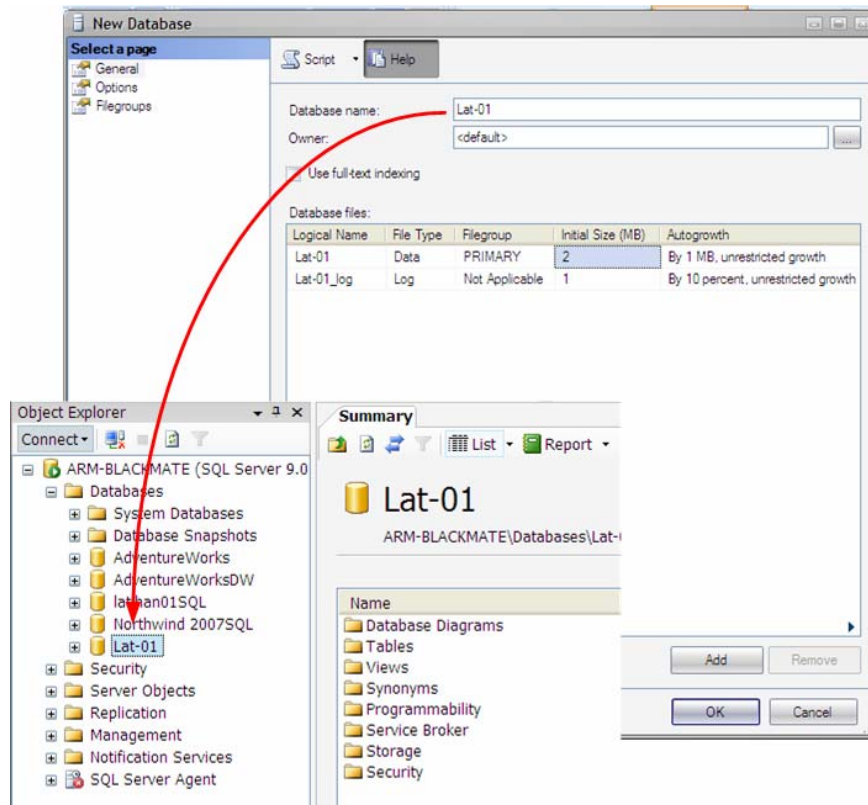 New Database
Select a page
General
Options
Filegroups
Script
Help
Database name:
Lat-01
Owner:
<default>
...
Use full-text indexing
Database files:
Logical Name File Type Filegroup Initial Size (MB) Autogrowth
Lat-01 Data PRIMARY 2 By 1 MB, unrestricted growth
Lat-01_log Log Not Applicable 1 By 10 percent, unrestricted growth
Add
Remove
OK
Cancel
Object Explorer
Connect
ARM-BLACKMATE (SQL Server 9.0
Databases
System Databases
Database Snapshots
AdventureWorks
AdventureWorksDW
latihan01SQL
Northwind 2007SQL
Lat-01
Security
Server Objects
Replication
Management
Notification Services
SQL Server Agent
Summary
List
Report
Lat-01
ARM-BLACKMATE\Databases\Lat-
Name
Database Diagrams
Tables
Views
Synonyms
Programmability
Service Broker
Storage
Security